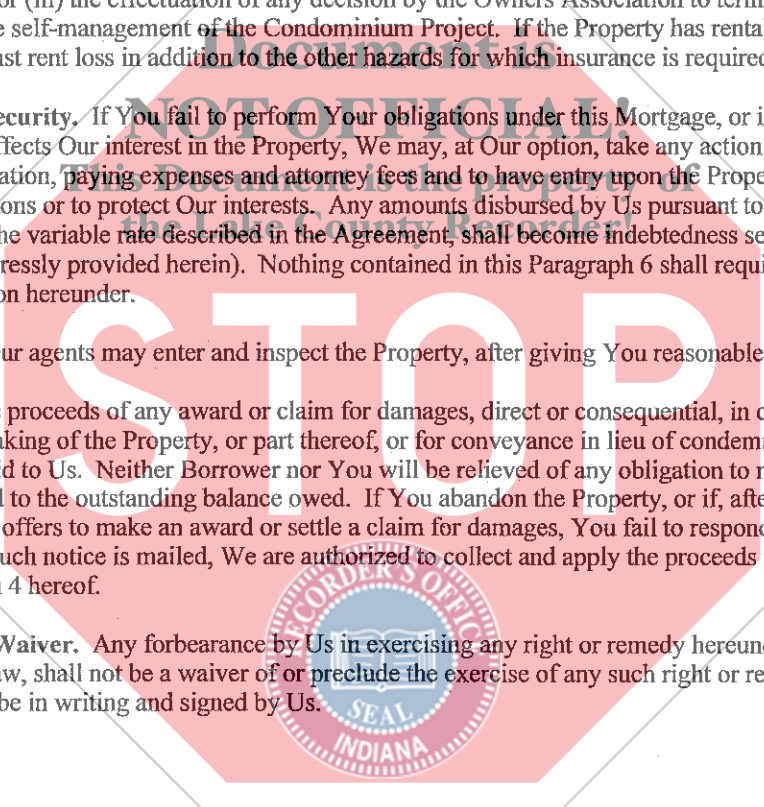 or (iii) the effectuation of any decision by the Owners Association to term
e self-management of the Condominium Project. If the Property has rental
st rent loss in addition to the other hazards for which insurance is required
Document is
ecurity. If You fail to perform Your obligations under this Mortgage, or i
NOT OFFICIAL!
ffects Our interest in the Property, We may, at Our option, take any action
ation, paying expenses and attorney fees and to have entry upon the Prope
This Document is the property of
ons or to protect Our interests. Any amounts disbursed by Us pursuant to
the Lake County Recorder!
he variable rate described in the Agreement, shall become indebtedness se
ressly provided herein). Nothing contained in this Paragraph 6 shall requi
on hereunder.
STOP
ur agents may enter and inspect the Property, after giving You reasonable
e proceeds of any award or claim for damages, direct or consequential, in c
aking of the Property, or part thereof, or for conveyance in lieu of condemn
id to Us. Neither Borrower nor You will be relieved of any obligation to m
l to the outstanding balance owed. If You abandon the Property, or if, afte
offers to make an award or settle a claim for damages, You fail to respond
uch notice is mailed, We are authorized to collect and apply the proceeds
4 hereof.
RECORDER'S OFFICE
Waiver. Any forbearance by Us in exercising any right or remedy hereun
aw, shall not be a waiver of or preclude the exercise of any such right or re
be in writing and signed by Us.
SEAL
INDIANA